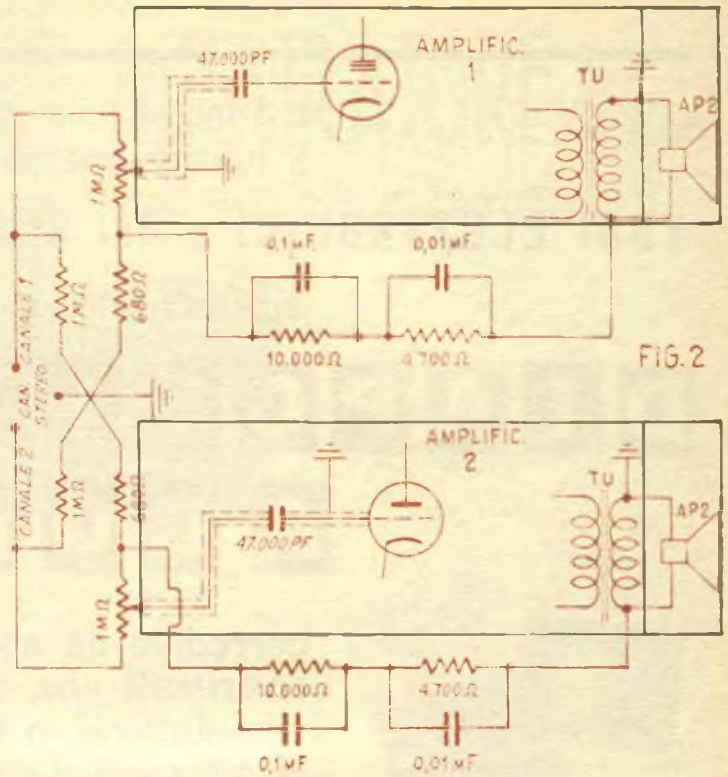 AMPLIFIC.
1
47.000PF
TU
AP2
1MΩ
0,1µF
0,01µF
1MΩ
680Ω
10.000Ω
4.700Ω
FIG.2
CANALE 1
CAN.
STEREO
CANALE 2
AMPLIFIC.
2
1MΩ
680Ω
47.000PF
TU
AP2
1MΩ
10.000Ω
4.700Ω
0,1µF
0,01µF